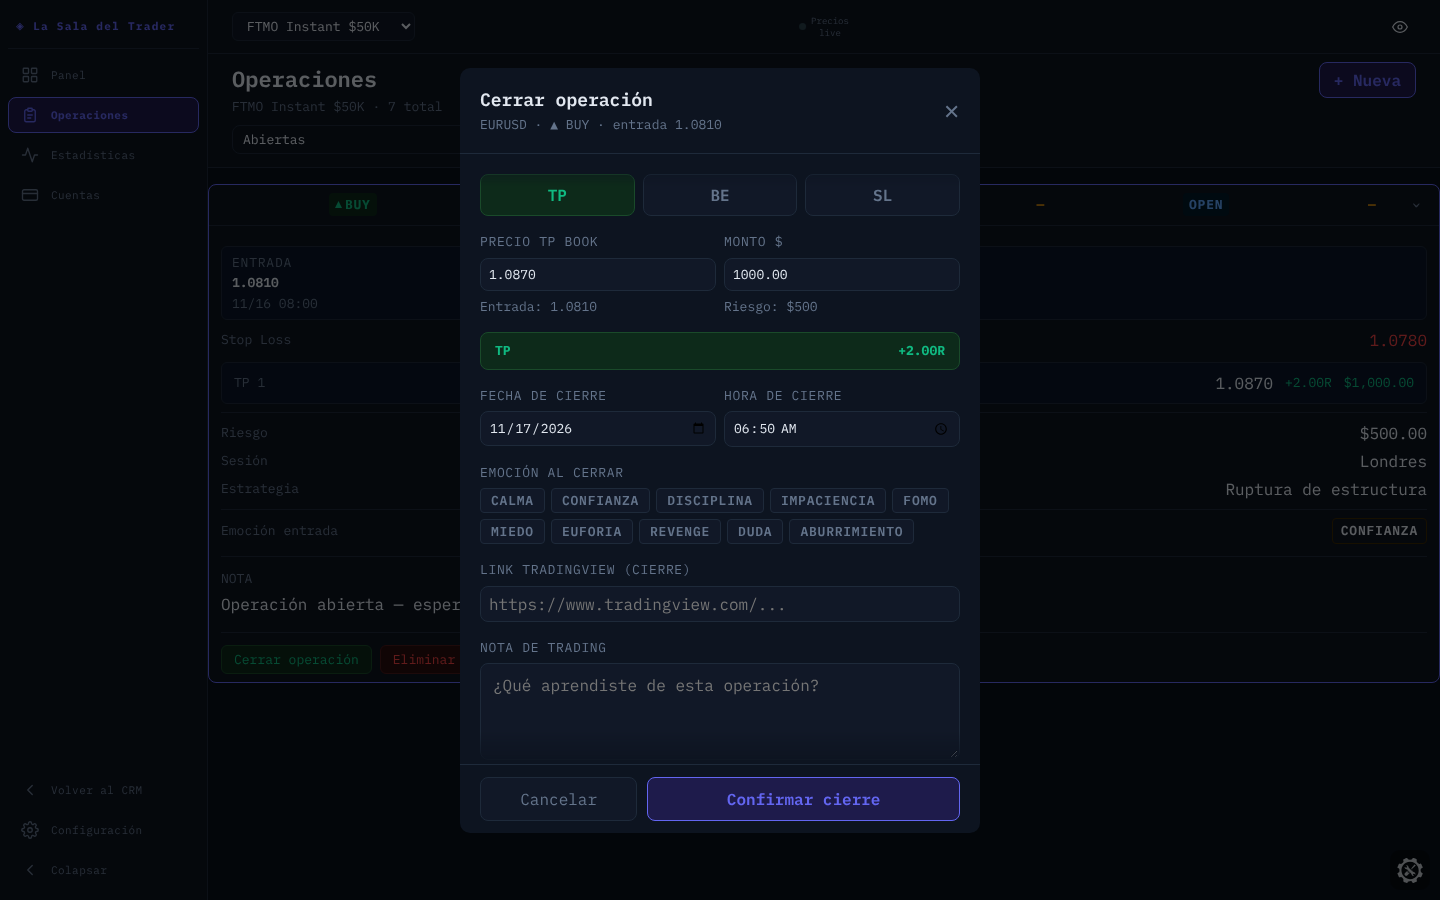 ◈ La Sala del Trader
FTMO Instant $50K
Precios
live
Panel
Operaciones
Estadísticas
Cuentas
Operaciones
FTMO Instant $50K · 7 total
Abiertas
+ Nueva
▲BUY
—
OPEN
—
ENTRADA
1.0810
11/16 08:00
Stop Loss
1.0780
TP 1
1.0870 +2.00R $1,000.00
Riesgo
$500.00
Sesión
Londres
Estrategia
Ruptura de estructura
Emoción entrada
CONFIANZA
NOTA
Operación abierta — esper
Cerrar operación
Eliminar
Cerrar operación
EURUSD · ▲ BUY · entrada 1.0810
✕
TP
BE
SL
PRECIO TP BOOK
MONTO $
1.0870
1000.00
Entrada: 1.0810
Riesgo: $500
TP
+2.00R
FECHA DE CIERRE
HORA DE CIERRE
11/17/2026
06:50 AM
EMOCIÓN AL CERRAR
CALMA CONFIANZA DISCIPLINA IMPACIENCIA FOMO
MIEDO EUFORIA REVENGE DUDA ABURRIMIENTO
LINK TRADINGVIEW (CIERRE)
https://www.tradingview.com/...
NOTA DE TRADING
¿Qué aprendiste de esta operación?
Cancelar
Confirmar cierre
Volver al CRM
Configuración
Colapsar